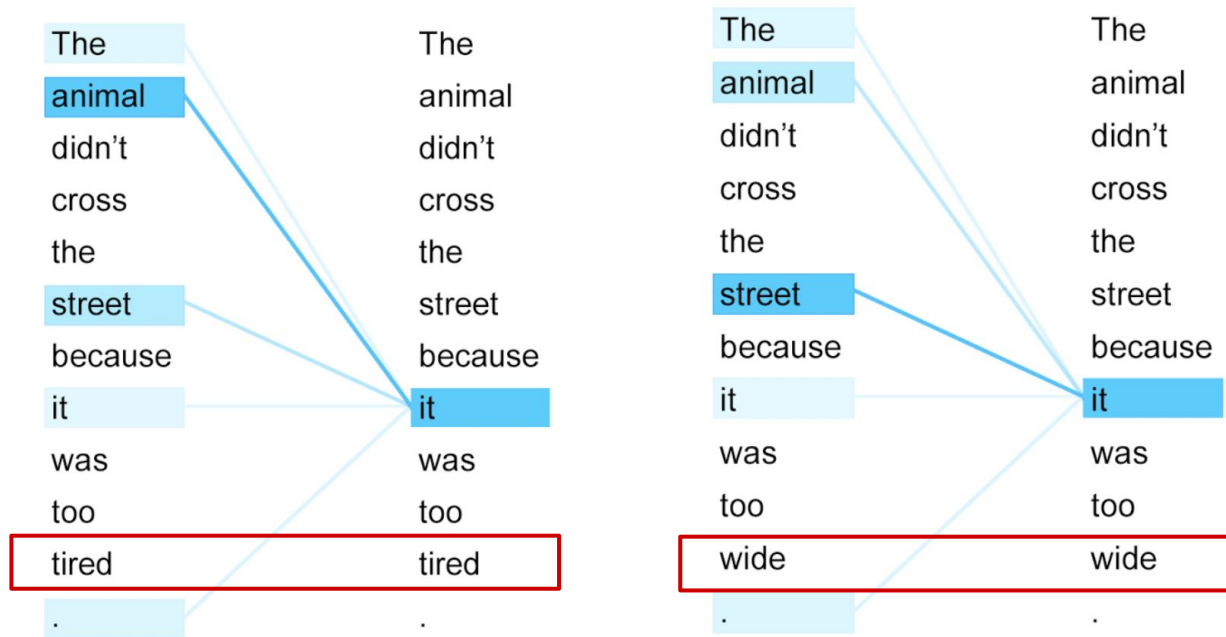 The
animal
didn't
cross
the
street
because
it
was
too
tired
.
The
animal
didn't
cross
the
street
because
it
was
too
tired
.
The
animal
didn't
cross
the
street
because
it
was
too
wide
.
The
animal
didn't
cross
the
street
because
it
was
too
wide
.